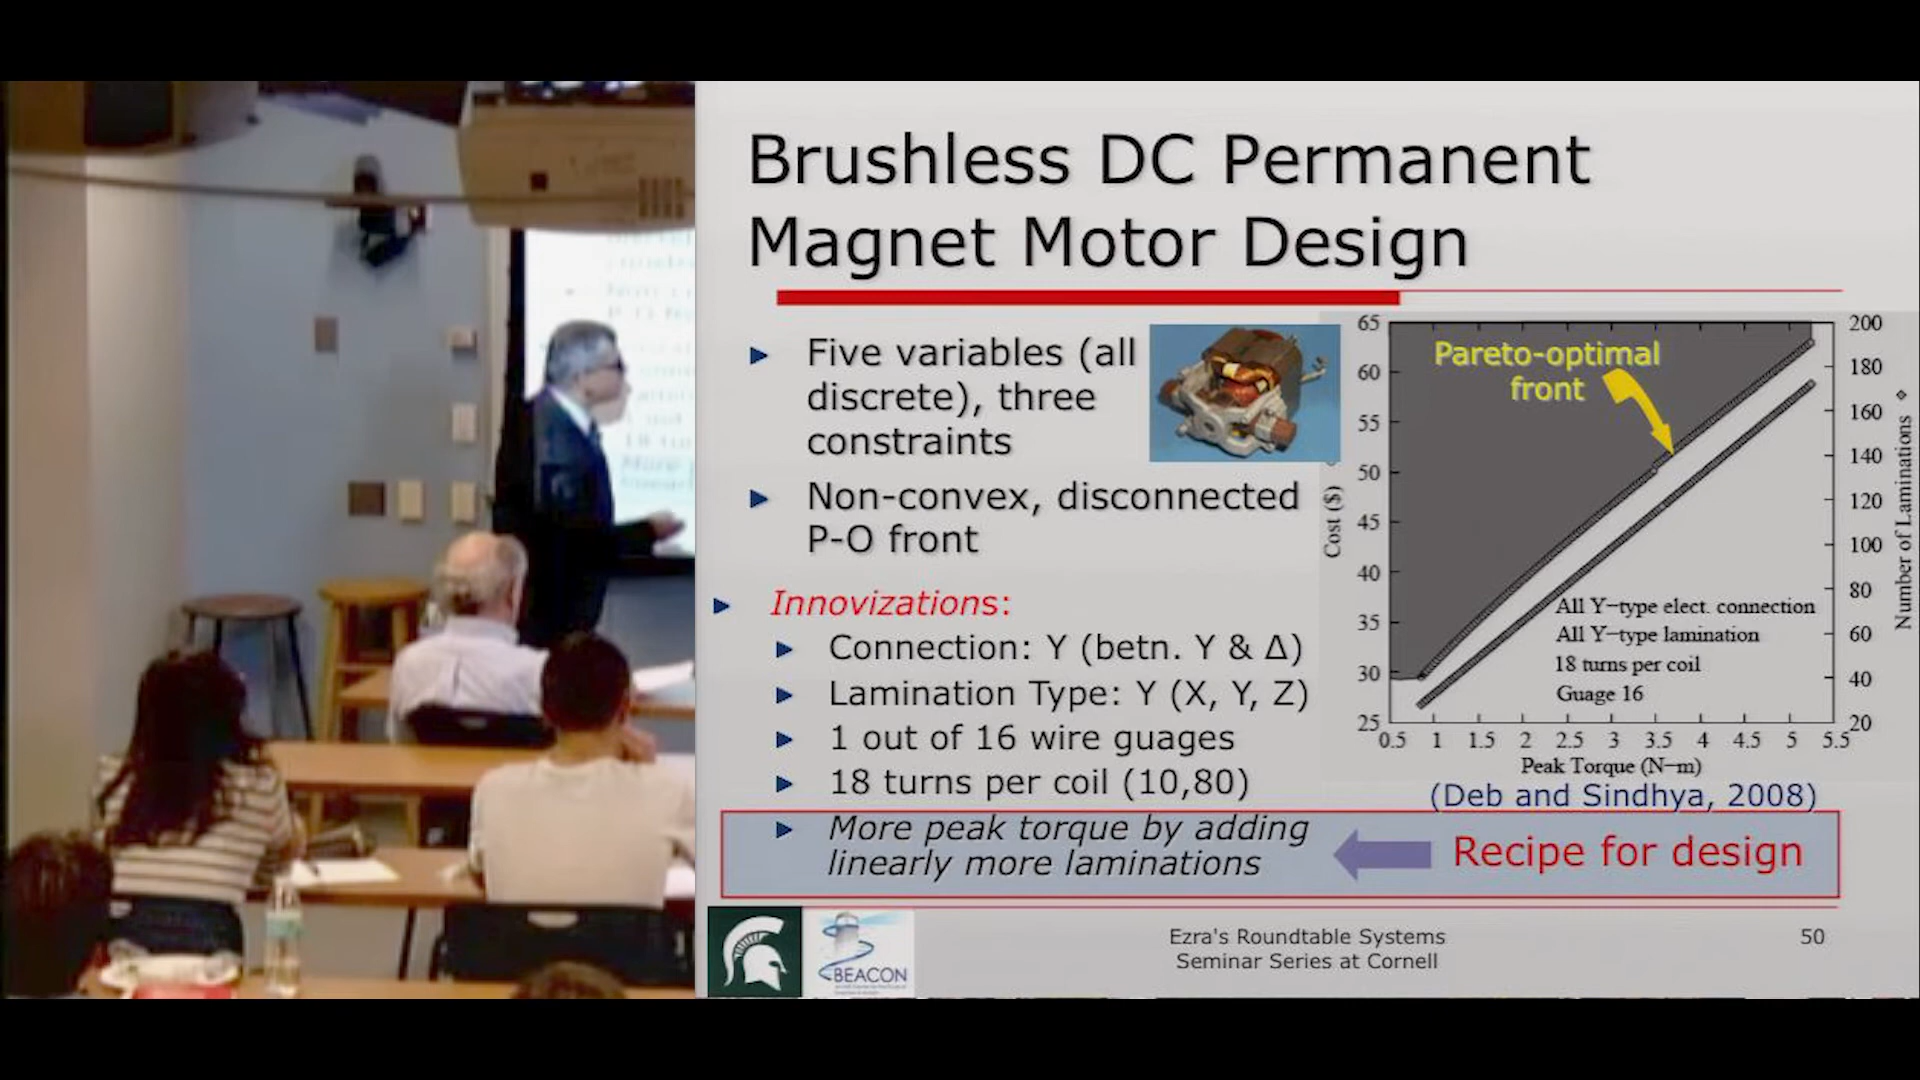 Brushless DC Permanent
Magnet Motor Design
Five variables (all
discrete), three
constraints
Non-convex, disconnected
P-O front
Innovizations:
Connection: Y (betn. Y & Δ)
Lamination Type: Y (X, Y, Z)
1 out of 16 wire guages
18 turns per coil (10,80)
More peak torque by adding
linearly more laminations
Recipe for design
Pareto-optimal
front
65
60
55
50
45
40
35
30
25
Cost ($)
200
180
160
140
120
100
80
60
40
20
Number of Laminations
All Y-type elect. connection
All Y-type lamination
18 turns per coil
Guage 16
0.5 1 1.5 2 2.5 3 3.5 4 4.5 5 5.5
Peak Torque (N-m)
(Deb and Sindhya, 2008)
BEACON
Ezra's Roundtable Systems
Seminar Series at Cornell
50